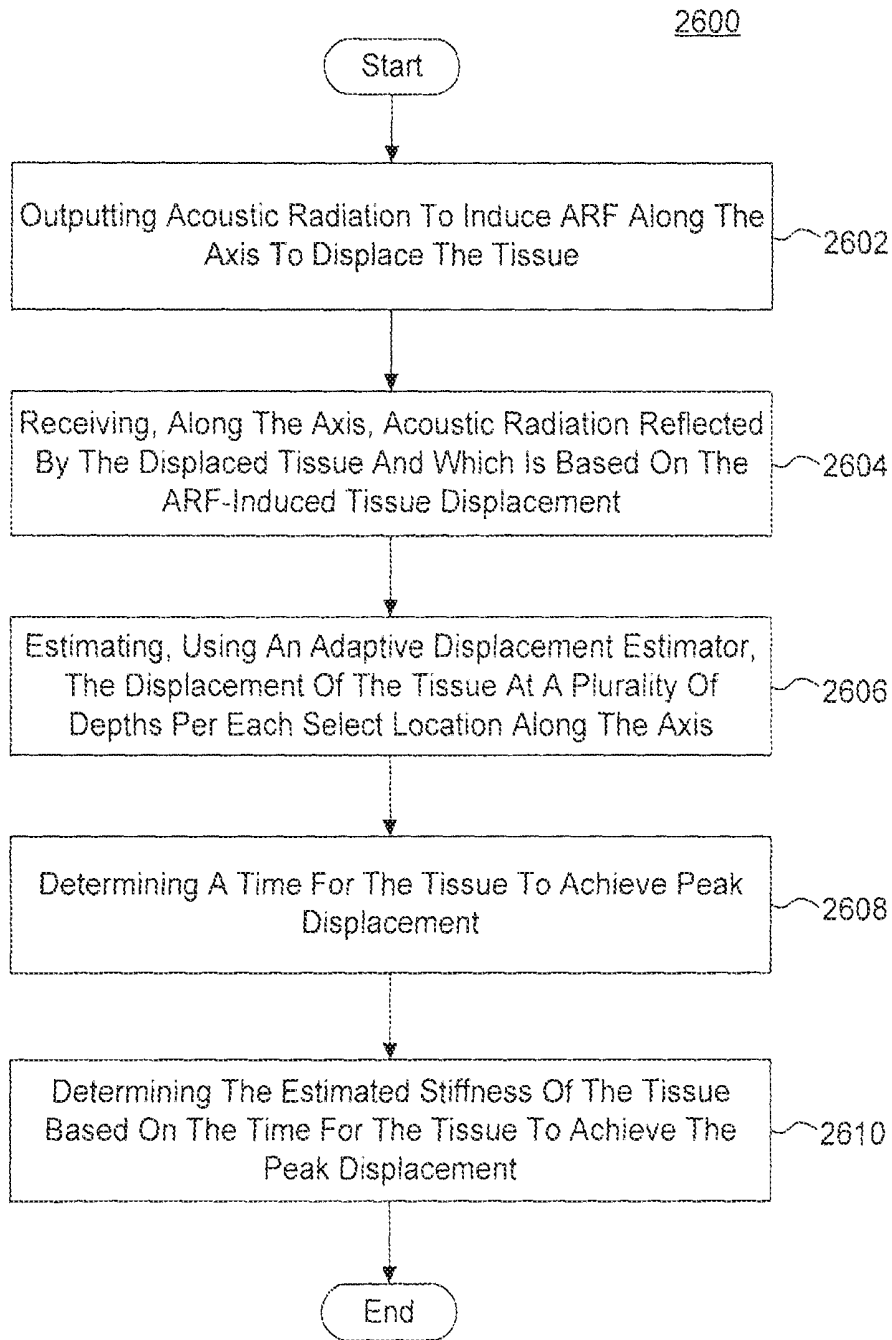 2600
Start
Outputting Acoustic Radiation To Induce ARF Along The
Axis To Displace The Tissue
2602
Receiving, Along The Axis, Acoustic Radiation Reflected
By The Displaced Tissue And Which Is Based On The
ARF-Induced Tissue Displacement
2604
Estimating, Using An Adaptive Displacement Estimator,
The Displacement Of The Tissue At A Plurality Of
Depths Per Each Select Location Along The Axis
2606
Determining A Time For The Tissue To Achieve Peak
Displacement
2608
Determining The Estimated Stiffness Of The Tissue
Based On The Time For The Tissue To Achieve The
Peak Displacement
2610
End